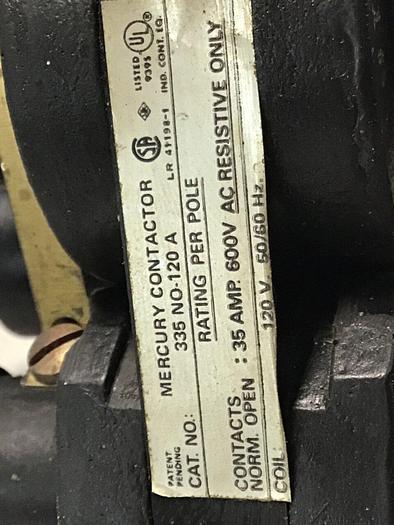 PATENT
PENDING
MERCURY CONTACTOR
LR 41198-1
LISTED
9395
UL
®
IND. CONT. EQ.
CAT. NO.: 335 NO-120 A
RATING PER POLE
CONTACTS
NORM. OPEN : 35 AMP. 600V AC RESISTIVE ONLY
COIL: 120 V 50/60 Hz.